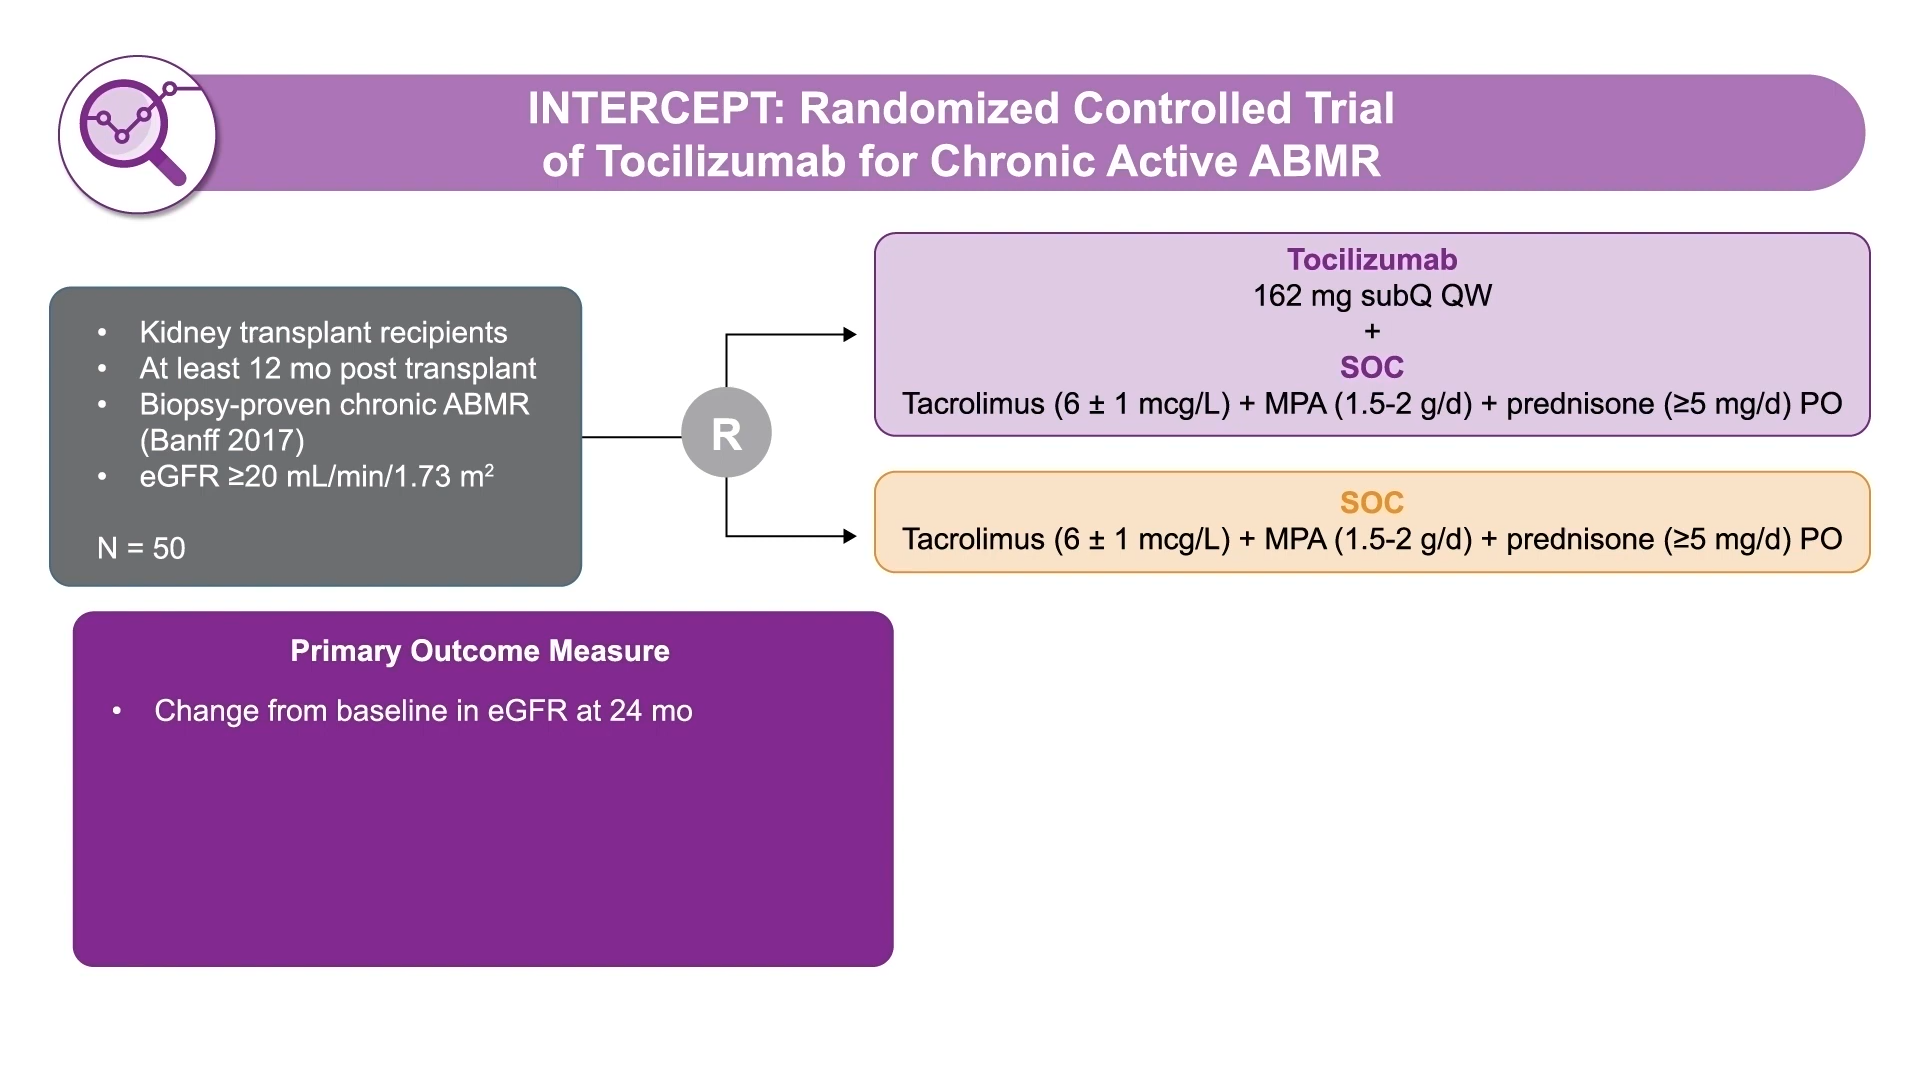 INTERCEPT: Randomized Controlled Trial
of Tocilizumab for Chronic Active ABMR
• Kidney transplant recipients
• At least 12 mo post transplant
• Biopsy-proven chronic ABMR
(Banff 2017)
• eGFR ≥20 mL/min/1.73 m²
N = 50
R
Tocilizumab
162 mg subQ QW
+
SOC
Tacrolimus (6 ± 1 mcg/L) + MPA (1.5-2 g/d) + prednisone (≥5 mg/d) PO
SOC
Tacrolimus (6 ± 1 mcg/L) + MPA (1.5-2 g/d) + prednisone (≥5 mg/d) PO
Primary Outcome Measure
• Change from baseline in eGFR at 24 mo